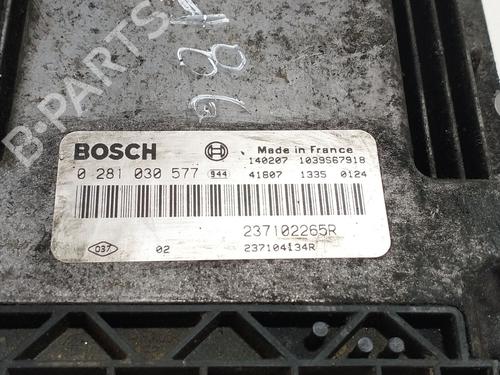 B-PARTS
BOSCH
Made in France
140207 1039S67918
0 281 030 577 944
41807 1335 0124
237102265R
037 02 237104134R